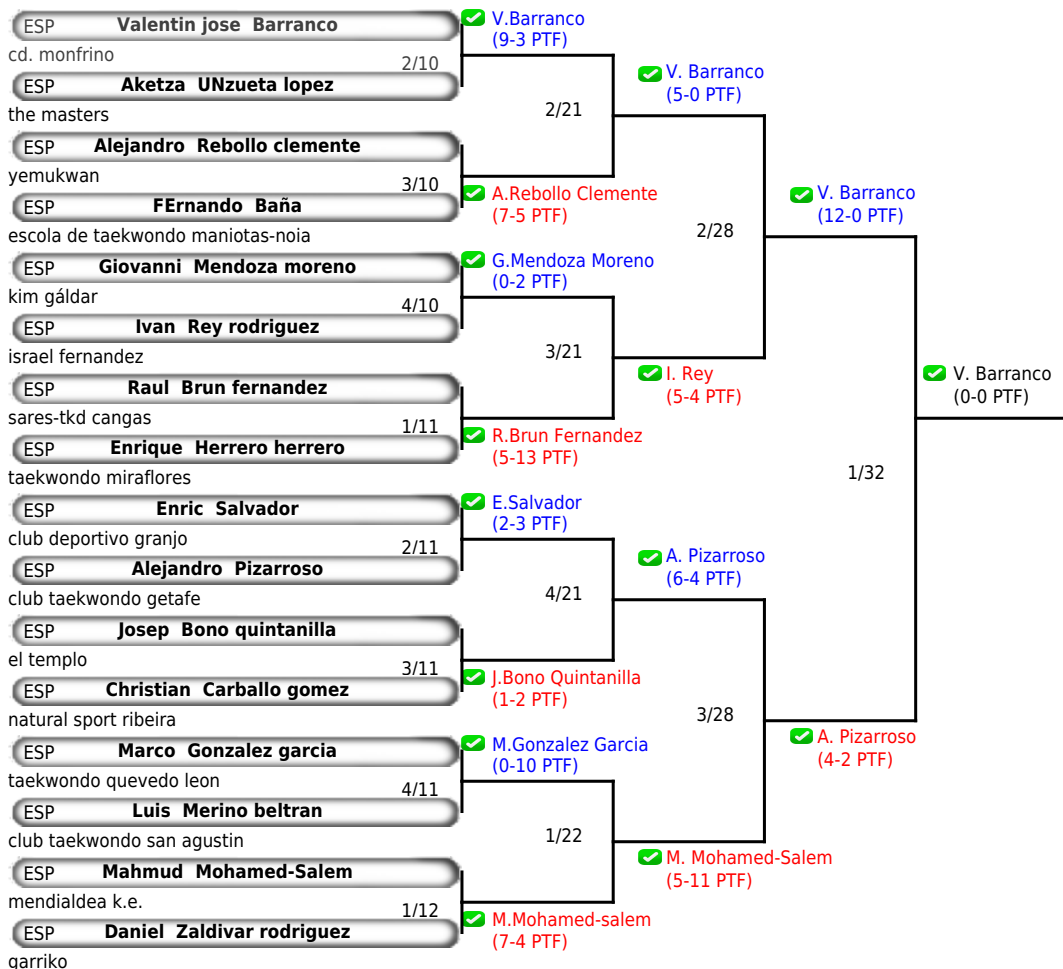 ESP Valentin jose Barranco
cd. monfrino
2/10
ESP Aketza UNzueta lopez
the masters
ESP Alejandro Rebollo clemente
yemukwan
3/10
ESP FErnando Baña
escola de taekwondo maniotas-noia
ESP Giovanni Mendoza moreno
kim gáldar
4/10
ESP Ivan Rey rodriguez
israel fernandez
ESP Raul Brun fernandez
sares-tkd cangas
1/11
ESP Enrique Herrero herrero
taekwondo miraflores
ESP Enric Salvador
club deportivo granjo
2/11
ESP Alejandro Pizarroso
club taekwondo getafe
ESP Josep Bono quintanilla
el templo
3/11
ESP Christian Carballo gomez
natural sport ribeira
ESP Marco Gonzalez garcia
taekwondo quevedo leon
4/11
ESP Luis Merino beltran
club taekwondo san agustin
ESP Mahmud Mohamed-Salem
mendialdea k.e.
1/12
ESP Daniel Zaldivar rodriguez
garriko
V.Barranco
(9-3 PTF)
2/21
A.Rebollo Clemente
(7-5 PTF)
G.Mendoza Moreno
(0-2 PTF)
3/21
R.Brun Fernandez
(5-13 PTF)
E.Salvador
(2-3 PTF)
4/21
J.Bono Quintanilla
(1-2 PTF)
M.Gonzalez Garcia
(0-10 PTF)
1/22
M.Mohamed-salem
(7-4 PTF)
V. Barranco
(5-0 PTF)
2/28
I. Rey
(5-4 PTF)
A. Pizarroso
(6-4 PTF)
3/28
M. Mohamed-Salem
(5-11 PTF)
V. Barranco
(12-0 PTF)
1/32
A. Pizarroso
(4-2 PTF)
V. Barranco
(0-0 PTF)